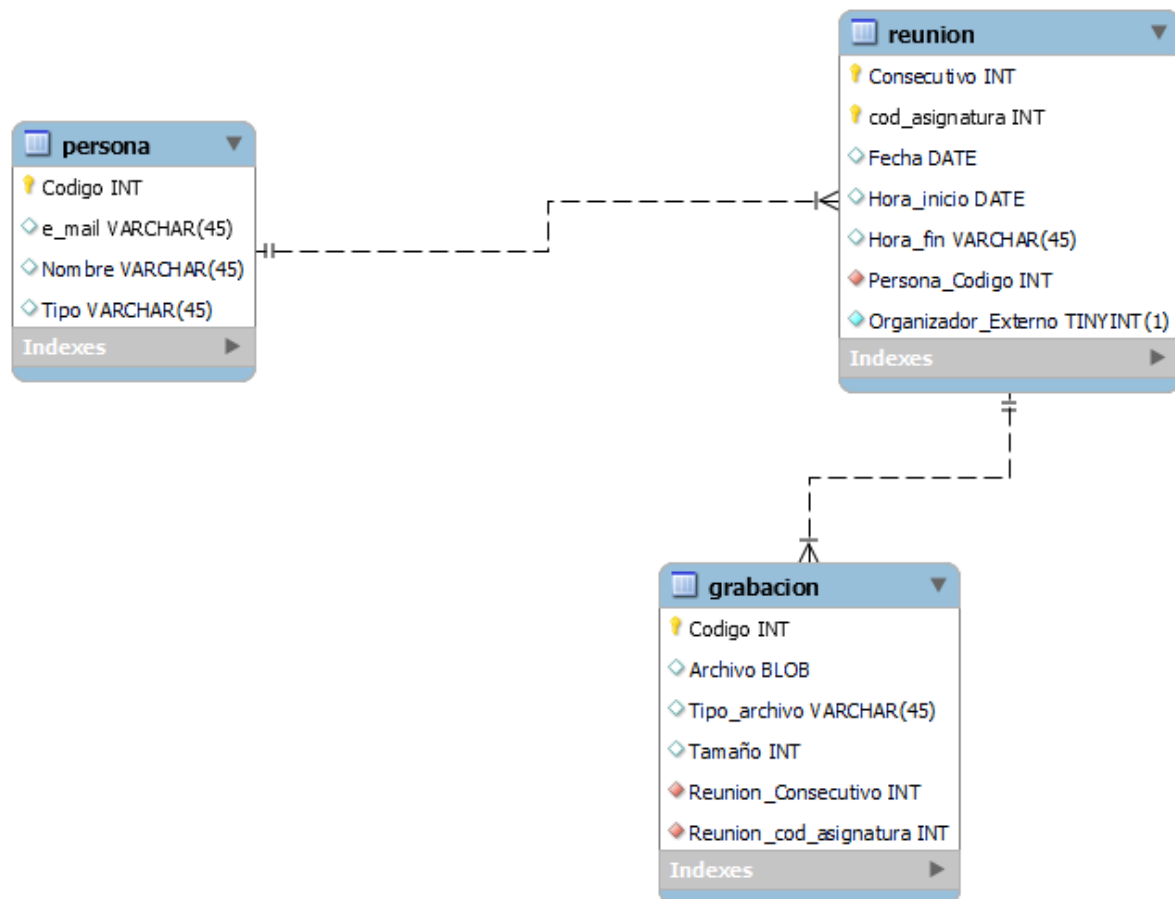 persona
Codigo INT
e_mail VARCHAR(45)
Nombre VARCHAR(45)
Tipo VARCHAR(45)
Indexes
reunion
Consecutivo INT
cod_asignatura INT
Fecha DATE
Hora_inicio DATE
Hora_fin VARCHAR(45)
Persona_Codigo INT
Organizador_Externo TINYINT(1)
Indexes
grabacion
Codigo INT
Archivo BLOB
Tipo_archivo VARCHAR(45)
Tamaño INT
Reunion_Consecutivo INT
Reunion_cod_asignatura INT
Indexes